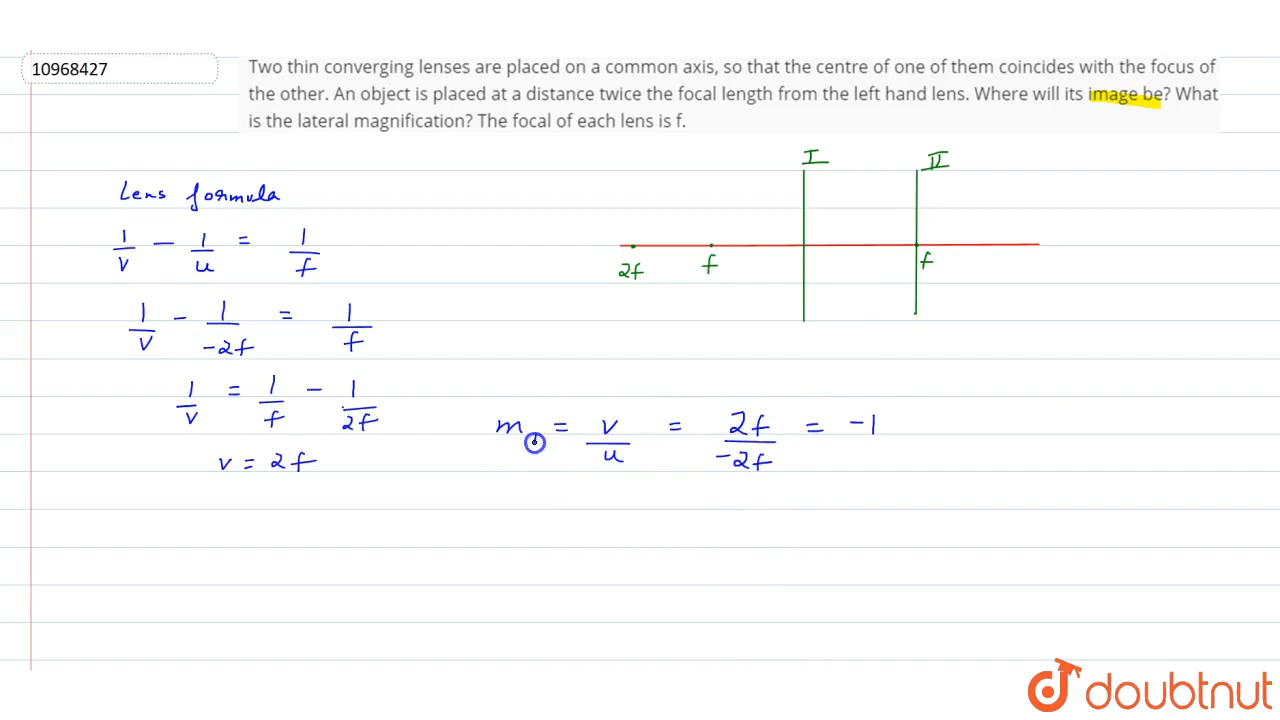 10968427
Two thin converging lenses are placed on a common axis, so that the centre of one of them coincides with the focus of
the other. An object is placed at a distance twice the focal length from the left hand lens. Where will its image be? What
is the lateral magnification? The focal of each lens is f.
I II
Lens formula
1/v - 1/u = 1/f
2f f f
1/v - 1/-2f = 1/f
1/v = 1/f - 1/2f
m₁ = v/u = 2f/-2f = -1
v = 2f
doubtnut